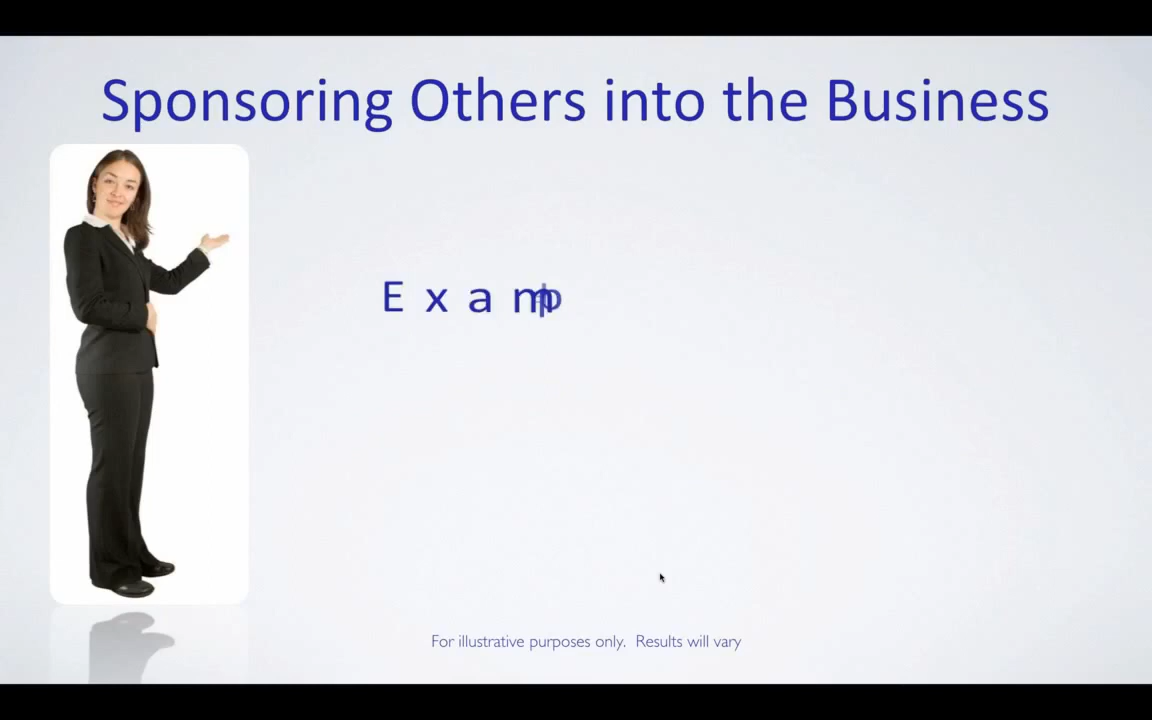 Sponsoring Others into the Business
E x a m p
For illustrative purposes only. Results will vary